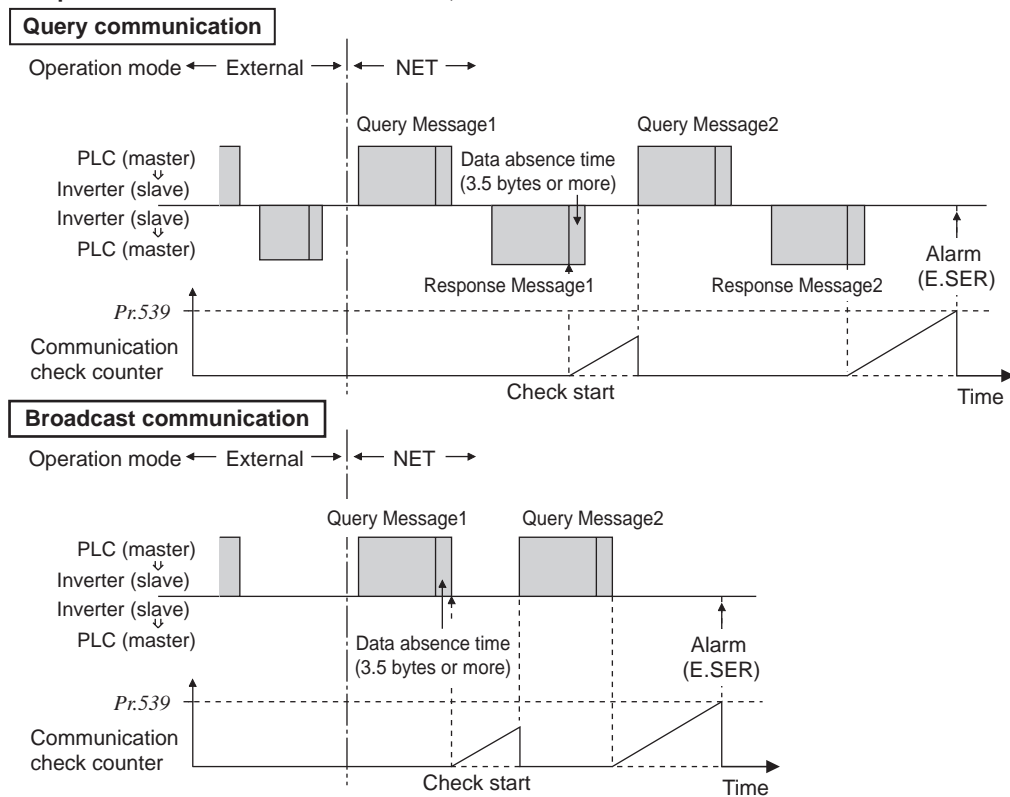 Query communication
Operation mode External NET
Query Message1 Query Message2
PLC (master)
Inverter (slave)
Inverter (slave)
PLC (master)
Data absence time
(3.5 bytes or more)
Response Message1 Response Message2
Alarm
(E.SER)
Pr.539
Communication
check counter
Check start
Time
Broadcast communication
Operation mode External NET
Query Message1 Query Message2
PLC (master)
Inverter (slave)
Inverter (slave)
PLC (master)
Data absence time
(3.5 bytes or more)
Alarm
(E.SER)
Pr.539
Communication
check counter
Check start
Time